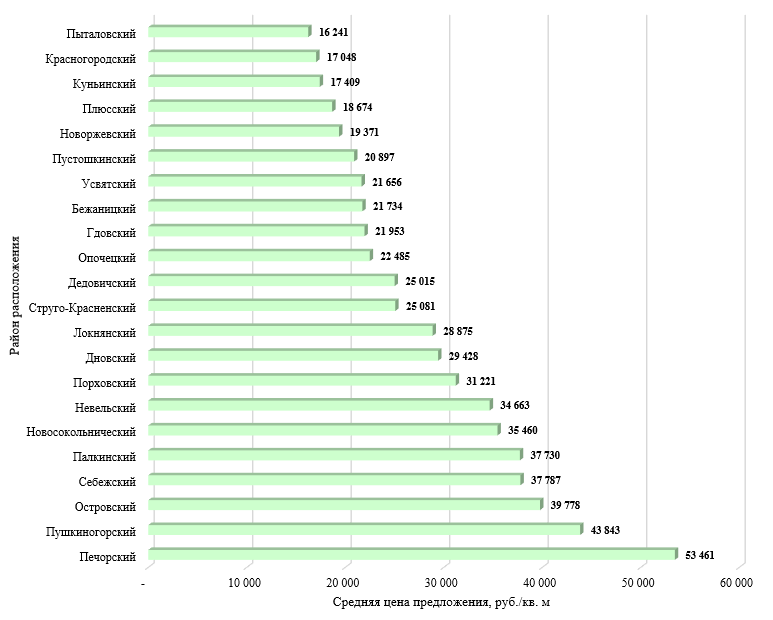 Пыталовский 16 241
Красногородский 17 048
Куньинский 17 409
Плюсский 18 674
Новоржевский 19 371
Пустошкинский 20 897
Усвятский 21 656
Бежаницкий 21 734
Гдовский 21 953
Опочецкий 22 485
Дедовичский 25 015
Струго-Красненский 25 081
Локнянский 28 875
Дновский 29 428
Порховский 31 221
Невельский 34 663
Новосокольнический 35 460
Палкинский 37 730
Себежский 37 787
Островский 39 778
Пушкиногорский 43 843
Печорский 53 461
Район расположения
- 10 000 20 000 30 000 40 000 50 000 60 000
Средняя цена предложения, руб./кв. м